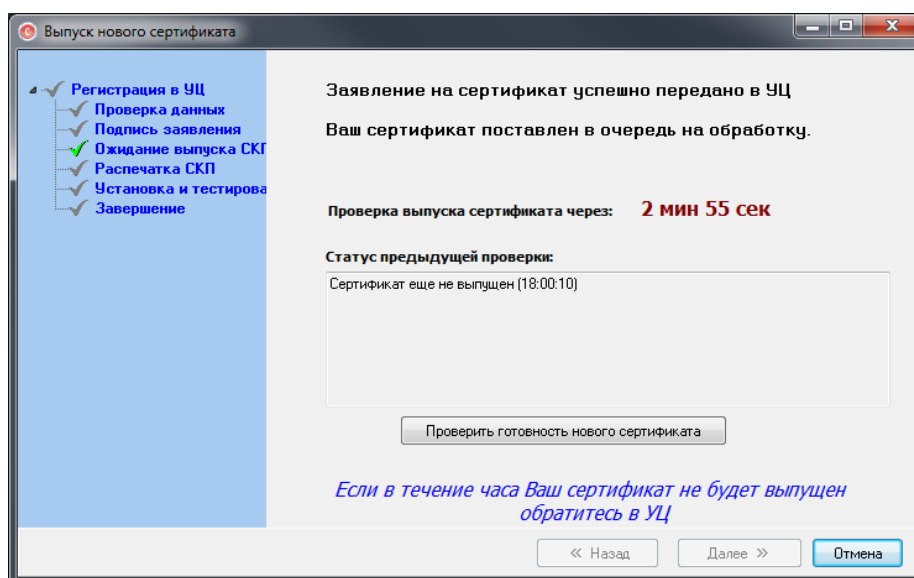 Выпуск нового сертификата
Регистрация в УЦ
Проверка данных
Подпись заявления
Ожидание выпуска СКП
Распечатка СКП
Установка и тестирова
Завершение
Заявление на сертификат успешно передано в УЦ
Ваш сертификат поставлен в очередь на обработку.
Проверка выпуска сертификата через: 2 мин 55 сек
Статус предыдущей проверки:
Сертификат еще не выпущен (18:00:10)
Проверить готовность нового сертификата
Если в течение часа Ваш сертификат не будет выпущен
обратитесь в УЦ
<< Назад
Далее >>
Отмена